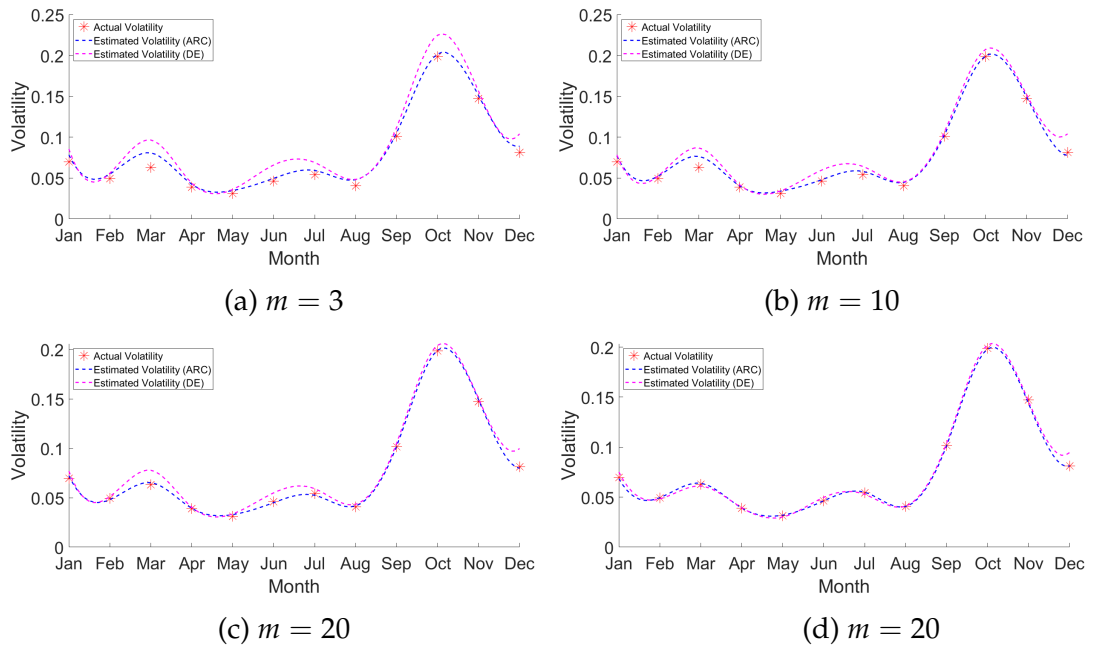 0.25
0.2
0.15
0.1
0.05
0
Volatility
Actual Volatility
Estimated Volatility (ARC)
Estimated Volatility (DE)
Jan Feb Mar Apr May Jun Jul Aug Sep Oct Nov Dec
Month
(a) m = 3
0.25
0.2
0.15
0.1
0.05
0
Volatility
Actual Volatility
Estimated Volatility (ARC)
Estimated Volatility (DE)
Jan Feb Mar Apr May Jun Jul Aug Sep Oct Nov Dec
Month
(b) m = 10
0.2
0.15
0.1
0.05
0
Volatility
Actual Volatility
Estimated Volatility (ARC)
Estimated Volatility (DE)
Jan Feb Mar Apr May Jun Jul Aug Sep Oct Nov Dec
Month
(c) m = 20
0.2
0.15
0.1
0.05
0
Volatility
Actual Volatility
Estimated Volatility (ARC)
Estimated Volatility (DE)
Jan Feb Mar Apr May Jun Jul Aug Sep Oct Nov Dec
Month
(d) m = 20